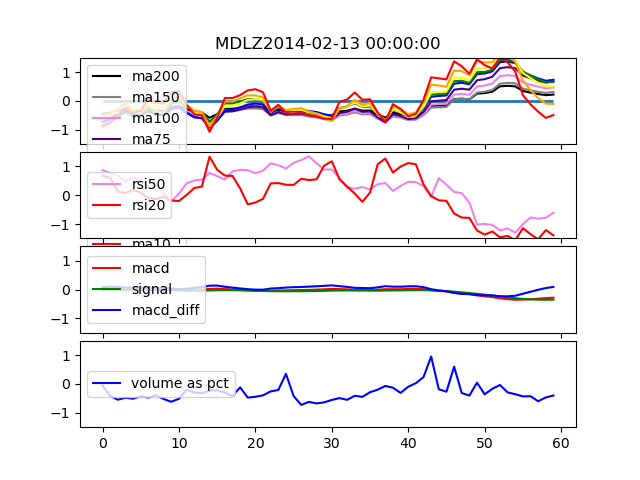 MDLZ2014-02-13 00:00:00
1
0
−1
ma200
ma150
ma100
ma75
1
0
−1
rsi50
rsi20
ma10
1
0
−1
macd
signal
macd_diff
1
0
−1
volume as pct
0 10 20 30 40 50 60